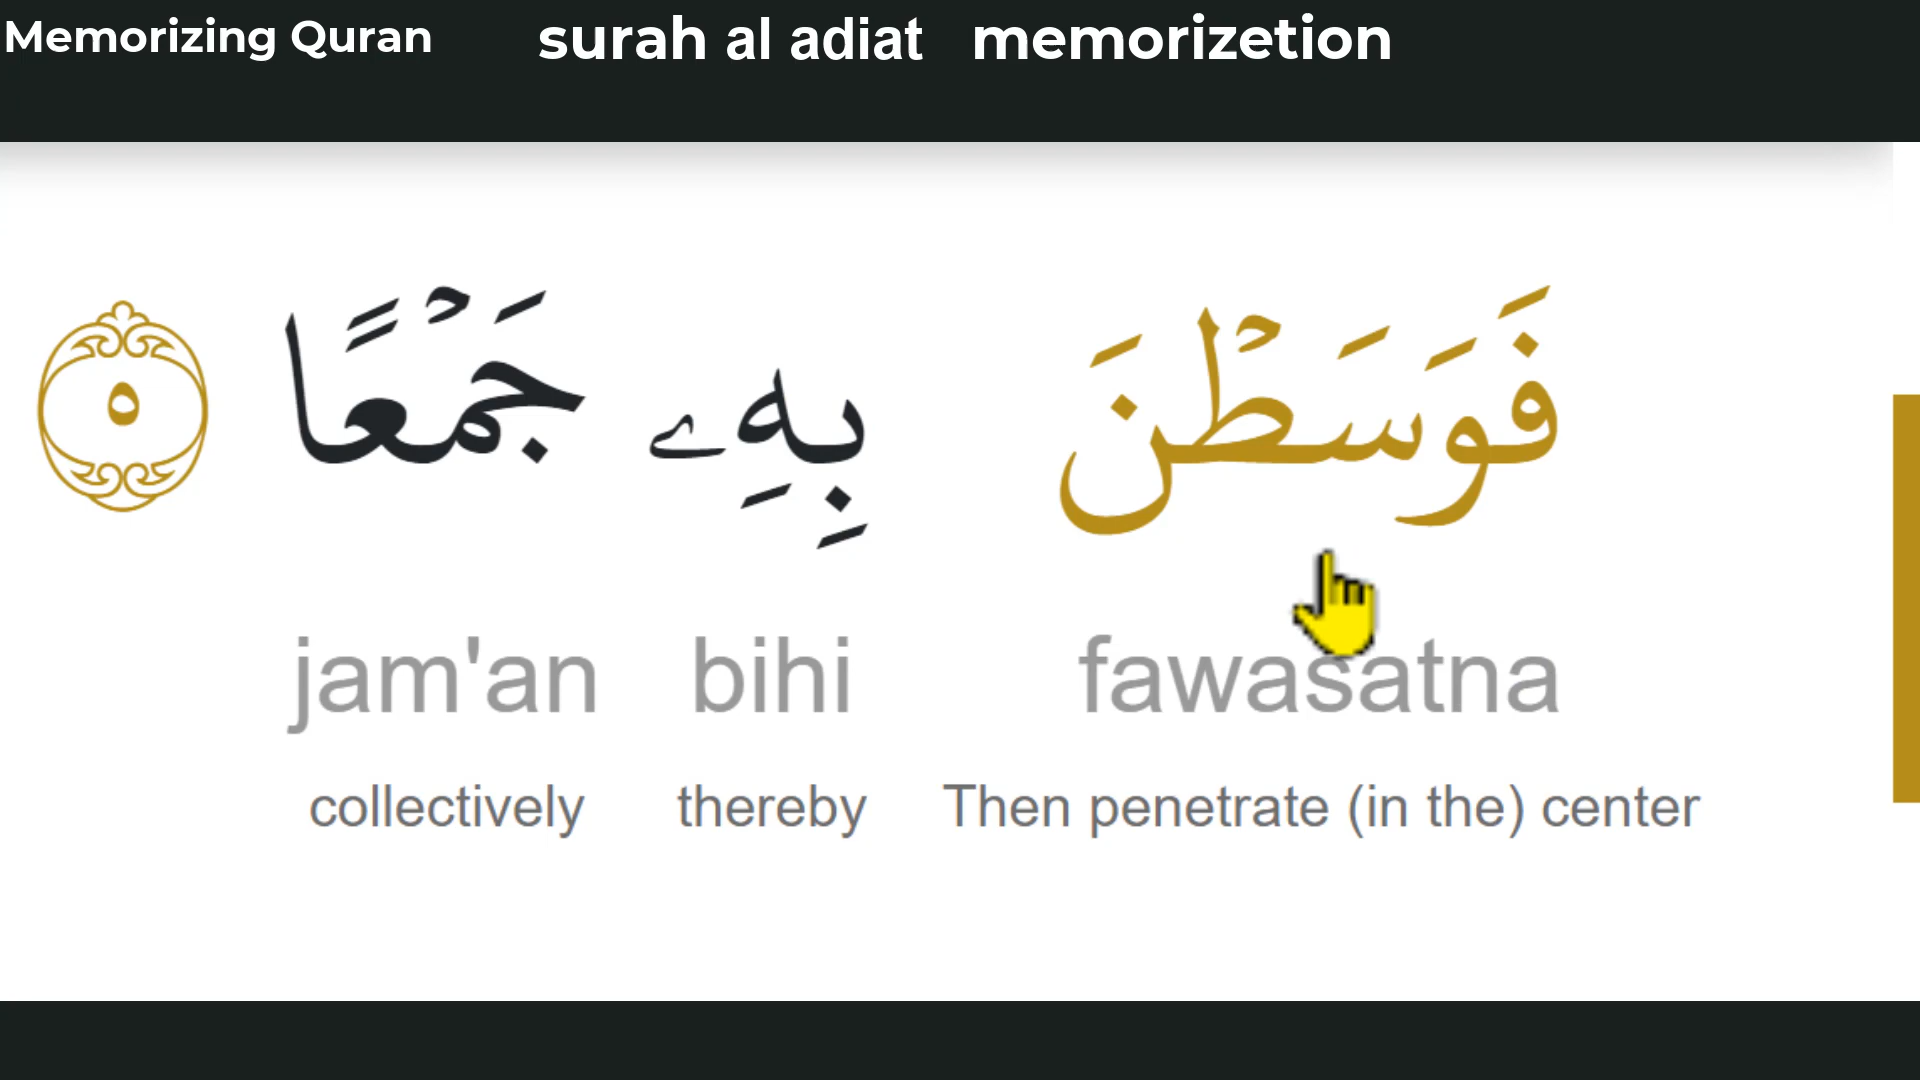 Memorizing Quran surah al adiat memorizetion
فَوَسَطْنَ بِهِۦ جَمْعًا ٥
jam'an bihi fawasatna
collectively thereby Then penetrate (in the) center